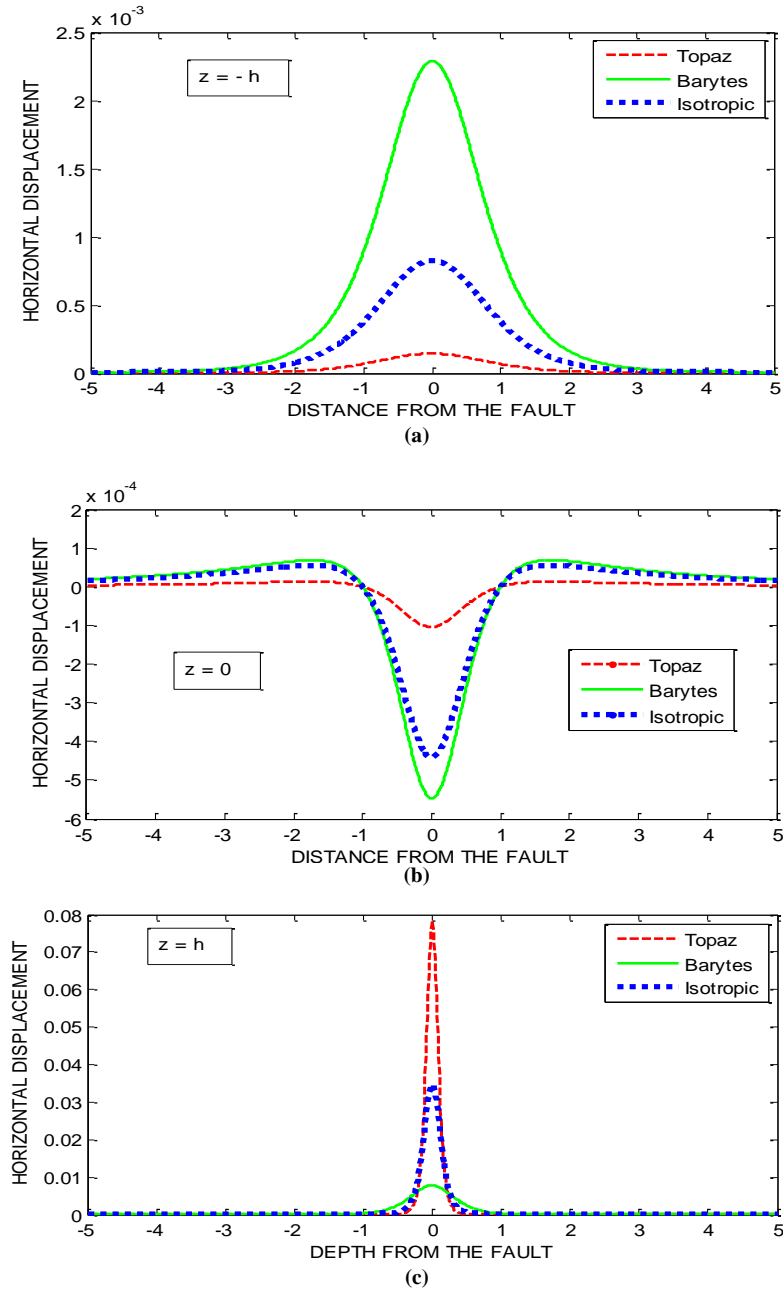 x 10^-3
2.5
2
1.5
1
0.5
0
z = - h
Topaz
Barytes
Isotropic
HORIZONTAL DISPLACEMENT
-5 -4 -3 -2 -1 0 1 2 3 4 5
DISTANCE FROM THE FAULT
(a)
x 10^-4
2
1
0
-1
-2
-3
-4
-5
-6
z = 0
Topaz
Barytes
Isotropic
HORIZONTAL DISPLACEMENT
-5 -4 -3 -2 -1 0 1 2 3 4 5
DISTANCE FROM THE FAULT
(b)
0.08
0.07
0.06
0.05
0.04
0.03
0.02
0.01
0
z = h
Topaz
Barytes
Isotropic
HORIZONTAL DISPLACEMENT
-5 -4 -3 -2 -1 0 1 2 3 4 5
DEPTH FROM THE FAULT
(c)